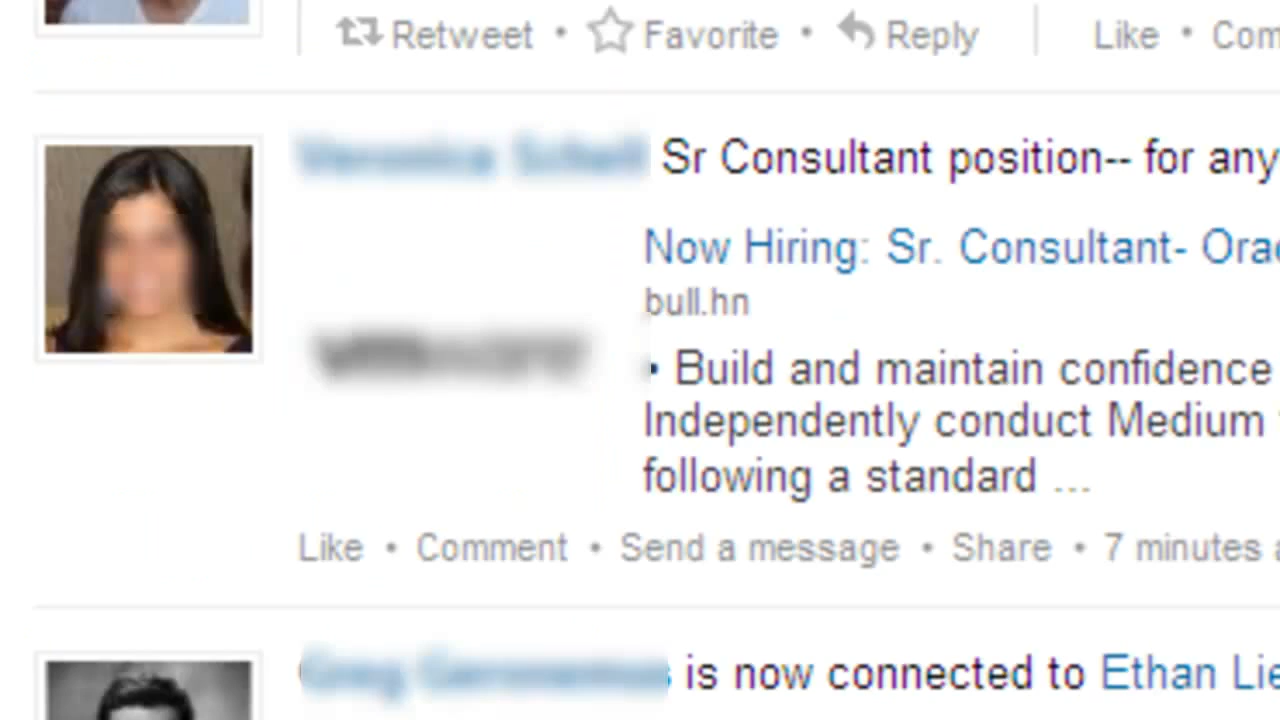 Retweet • Favorite • Reply Like • Com
Sr Consultant position-- for any
Now Hiring: Sr. Consultant- Orac
bull.hn
• Build and maintain confidence
Independently conduct Medium
following a standard ...
Like • Comment • Send a message • Share • 7 minutes a
is now connected to Ethan Lie